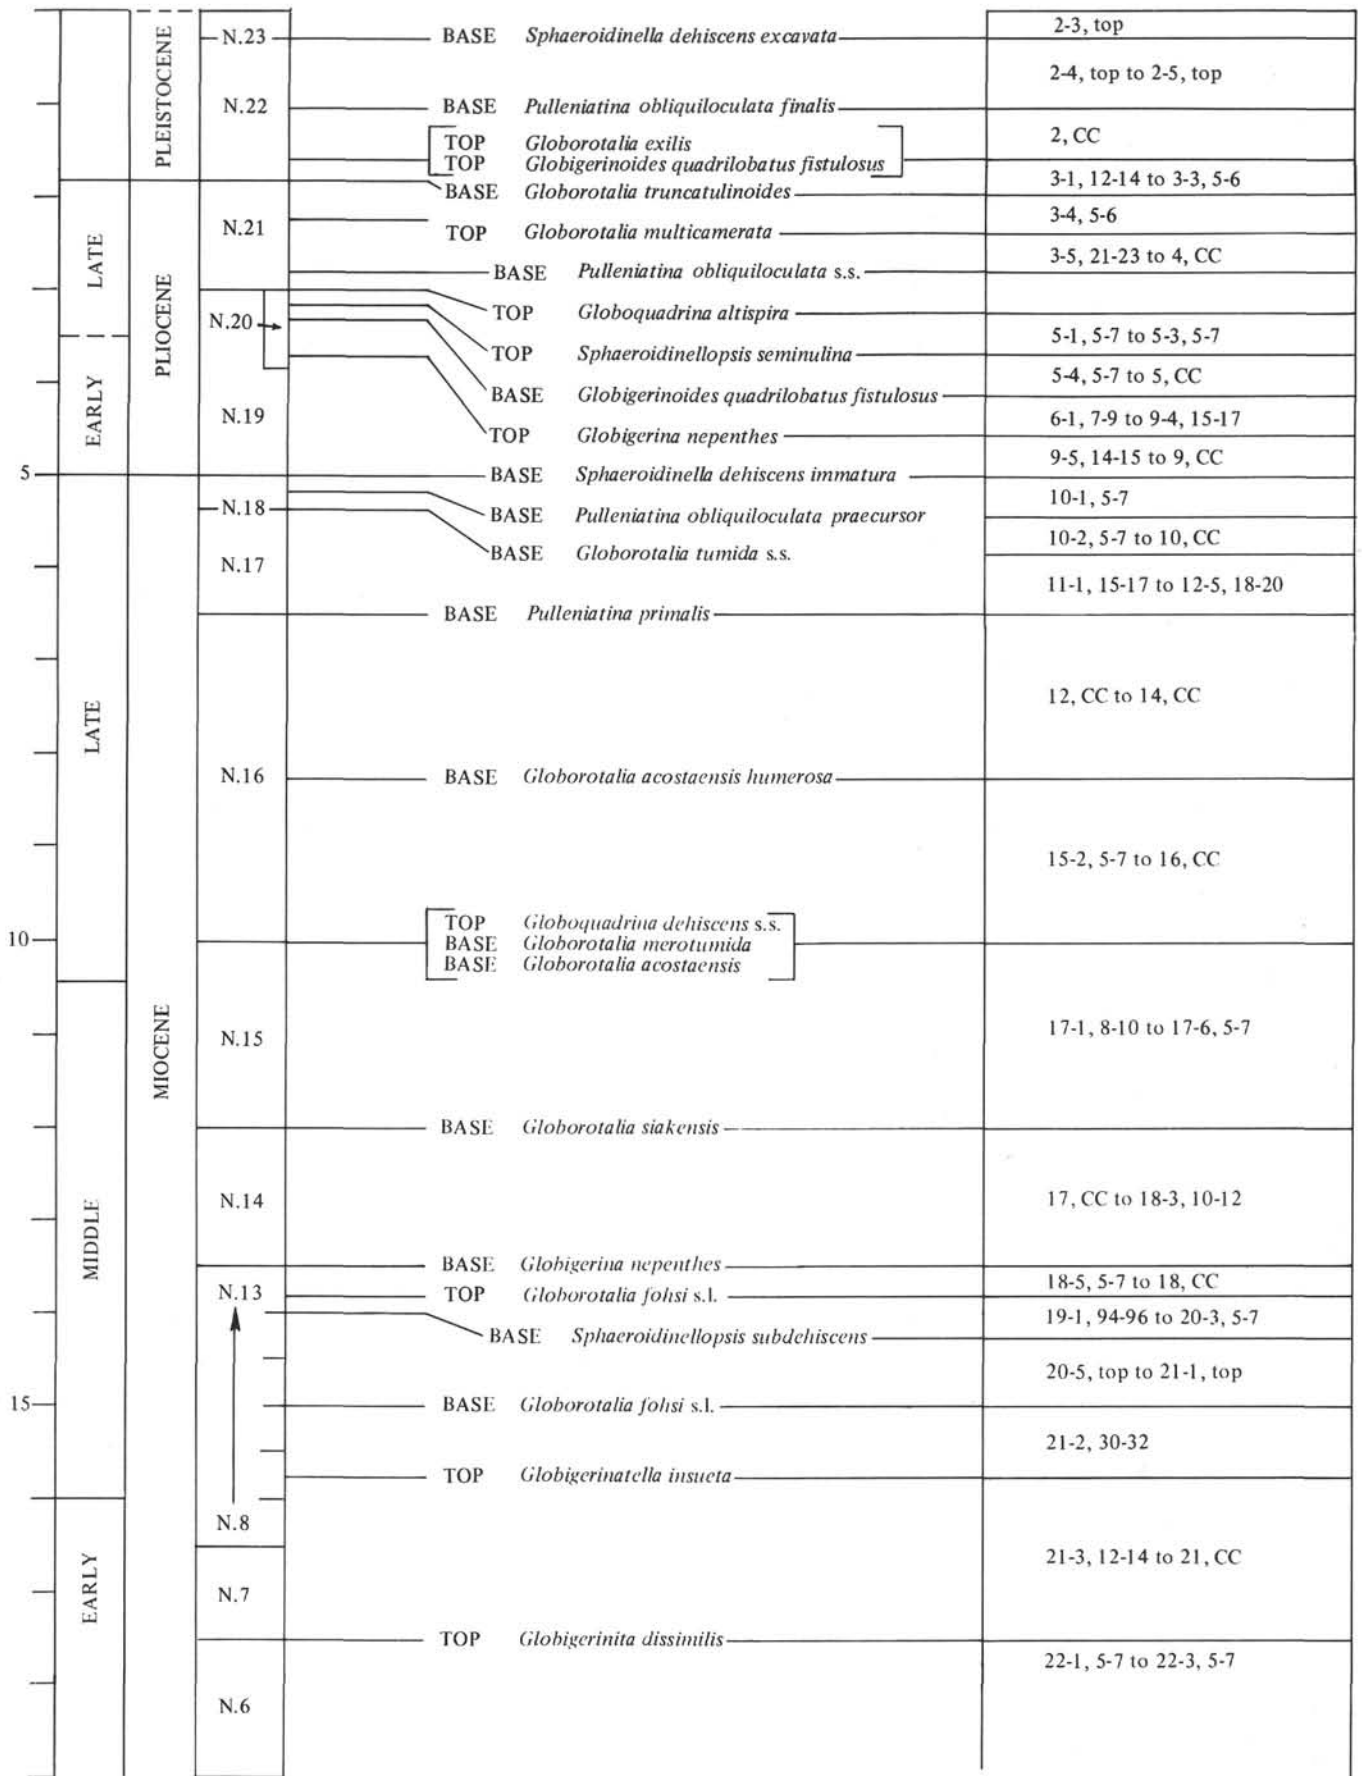 N.23 BASE Sphaeroidinella dehiscens excavata 2-3, top
2-4, top to 2-5, top
PLEISTOCENE
N.22 BASE Pulleniatina obliquiloculata finalis
TOP Globorotalia exilis 2, CC
TOP Globigerinoides quadrilobatus fistulosus
3-1, 12-14 to 3-3, 5-6
BASE Globorotalia truncatulinoides
3-4, 5-6
N.21 TOP Globorotalia multicamerata
LATE
3-5, 21-23 to 4, CC
BASE Pulleniatina obliquiloculata s.s.
PLIOCENE
N.20 TOP Globoquadrina altispira
5-1, 5-7 to 5-3, 5-7
TOP Sphaeroidinellopsis seminulina
5-4, 5-7 to 5, CC
BASE Globigerinoides quadrilobatus fistulosus
EARLY
N.19 6-1, 7-9 to 9-4, 15-17
TOP Globigerina nepenthes
9-5, 14-15 to 9, CC
5 BASE Sphaeroidinella dehiscens immatura
10-1, 5-7
N.18 BASE Pulleniatina obliquiloculata praecursor
10-2, 5-7 to 10, CC
BASE Globorotalia tumida s.s.
N.17 11-1, 15-17 to 12-5, 18-20
BASE Pulleniatina primalis
12, CC to 14, CC
LATE
N.16 BASE Globorotalia acostaensis humerosa
15-2, 5-7 to 16, CC
TOP Globoquadrina dehiscens s.s.
10 BASE Globorotalia merotumida
BASE Globorotalia acostaensis
17-1, 8-10 to 17-6, 5-7
N.15
MIOCENE
BASE Globorotalia siakensis
N.14 17, CC to 18-3, 10-12
MIDDLE
BASE Globigerina nepenthes
18-5, 5-7 to 18, CC
N.13 TOP Globorotalia fohsi s.l.
19-1, 94-96 to 20-3, 5-7
BASE Sphaeroidinellopsis subdehiscens
20-5, top to 21-1, top
15 BASE Globorotalia fohsi s.l.
21-2, 30-32
TOP Globigerinatella insueta
N.8
21-3, 12-14 to 21, CC
EARLY
N.7
TOP Globigerinita dissimilis
22-1, 5-7 to 22-3, 5-7
N.6